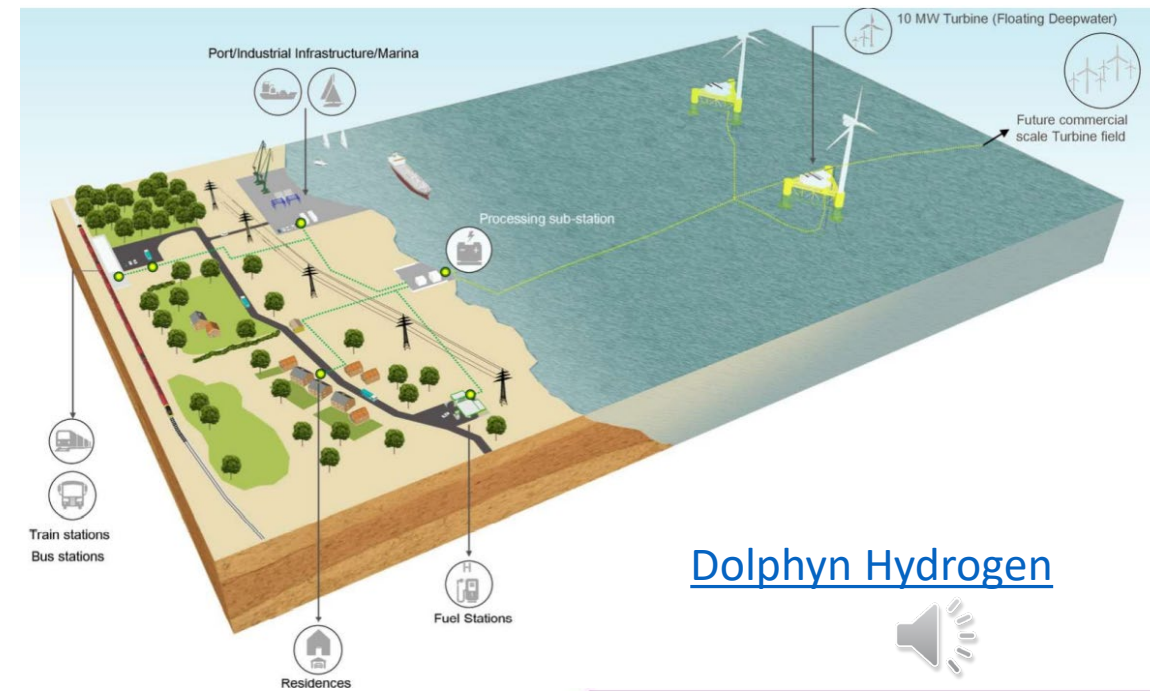 10 MW Turbine (Floating Deepwater)
Port/Industrial Infrastructure/Marina
Future commercial
scale Turbine field
Processing sub-station
Train stations
Bus stations
Dolphyn Hydrogen
H
Fuel Stations
Residences